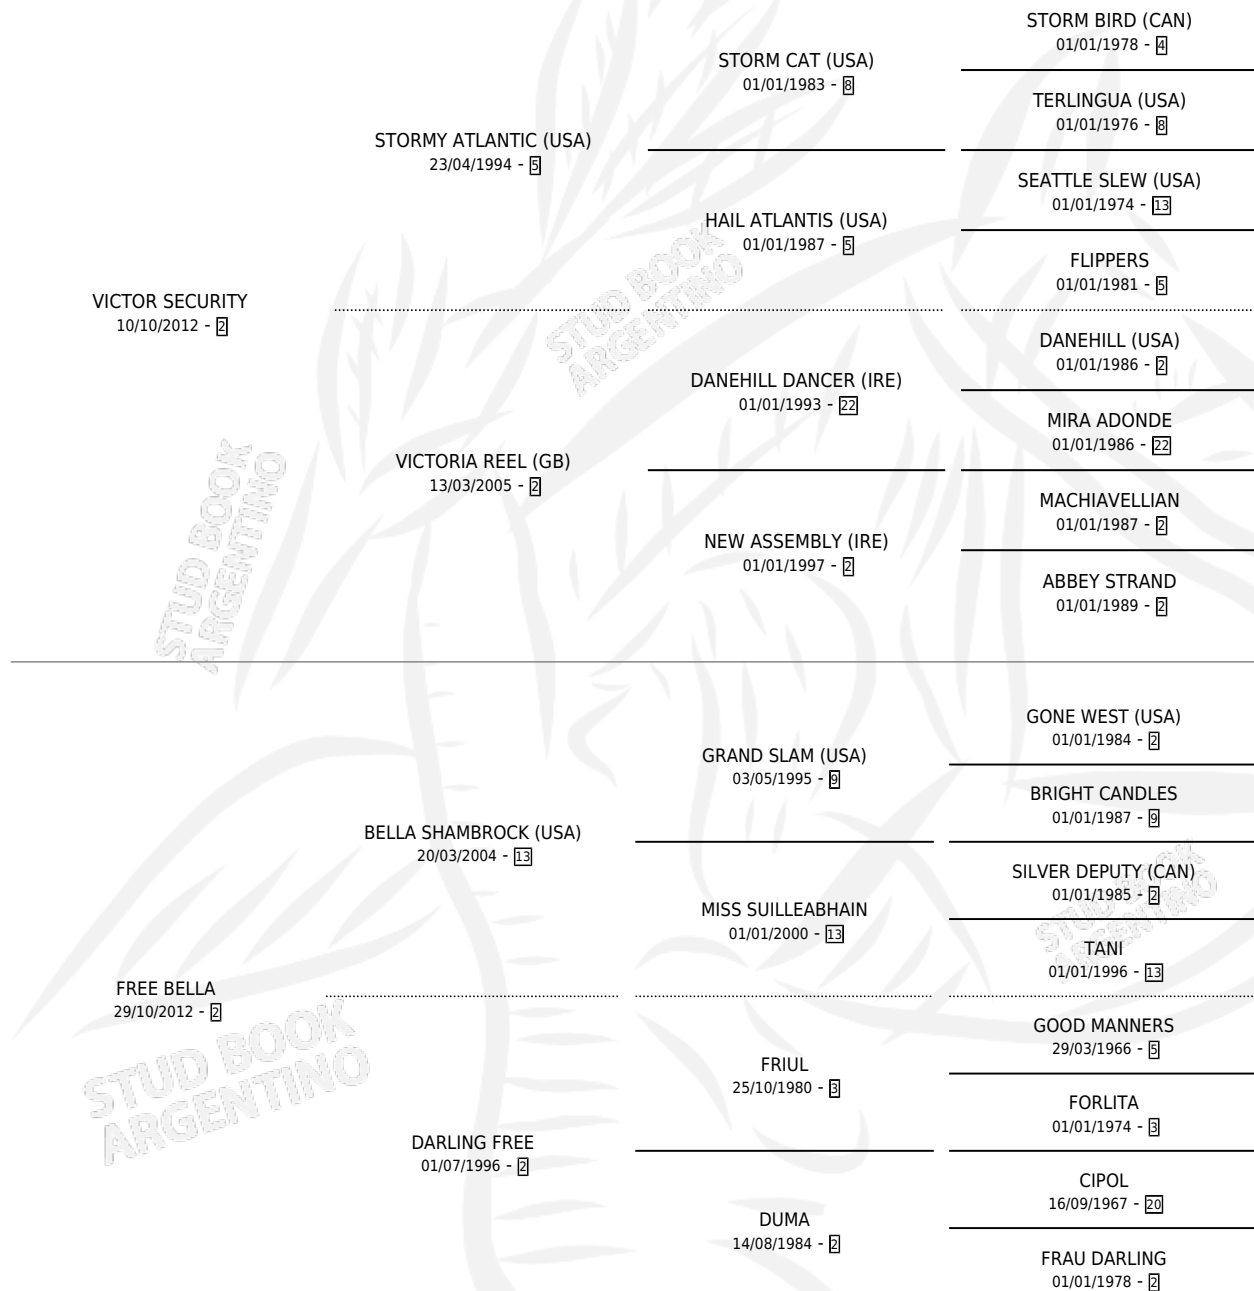 STORM BIRD (CAN)
01/01/1978 - 4
STORM CAT (USA)
01/01/1983 - 8
TERLINGUA (USA)
01/01/1976 - 8
STORMY ATLANTIC (USA)
23/04/1994 - 5
SEATTLE SLEW (USA)
01/01/1974 - 13
HAIL ATLANTIS (USA)
01/01/1987 - 5
FLIPPERS
01/01/1981 - 5
VICTOR SECURITY
10/10/2012 - 2
STUD BOOK
ARGENTINO
DANEHILL (USA)
01/01/1986 - 2
DANEHILL DANCER (IRE)
01/01/1993 - 22
MIRA ADONDE
01/01/1986 - 22
VICTORIA REEL (GB)
13/03/2005 - 2
MACHIAVELLIAN
01/01/1987 - 2
NEW ASSEMBLY (IRE)
01/01/1997 - 2
ABBEY STRAND
01/01/1989 - 2
STUD BOOK
ARGENTINO
GONE WEST (USA)
01/01/1984 - 2
GRAND SLAM (USA)
03/05/1995 - 9
BRIGHT CANDLES
01/01/1987 - 9
BELLA SHAMBROCK (USA)
20/03/2004 - 13
SILVER DEPUTY (CAN)
01/01/1985 - 2
MISS SUILLEABHAIN
01/01/2000 - 13
STUD BOOK
ARGENTINO
TANI
01/01/1996 - 13
FREE BELLA
29/10/2012 - 2
STUD BOOK
ARGENTINO
GOOD MANNERS
29/03/1966 - 5
FRIUL
25/10/1980 - 3
FORLITA
01/01/1974 - 3
DARLING FREE
01/07/1996 - 2
CIPOL
16/09/1967 - 20
DUMA
14/08/1984 - 2
FRAU DARLING
01/01/1978 - 2